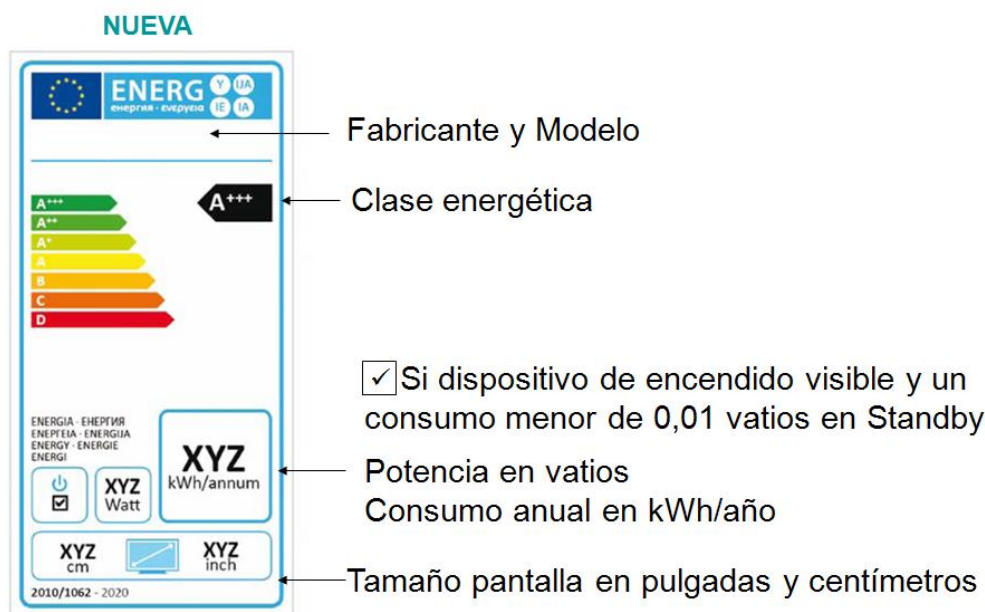 NUEVA
ENERG Y UA
енергия · ενεργεια IE IA
Fabricante y Modelo
A+++
Clase energética
A+++
A++
A+
A
B
C
D
✓ Si dispositivo de encendido visible y un
consumo menor de 0,01 vatios en Standby
ENERGIA · ЕНЕРГИЯ
ΕΝΕΡΓΕΙΑ · ENERGIJA
ENERGY · ENERGIE
ENERGI
XYZ
kWh/annum
XYZ
Watt
Potencia en vatios
Consumo anual en kWh/año
XYZ
cm
XYZ
inch
Tamaño pantalla en pulgadas y centímetros
2010/1062 - 2020